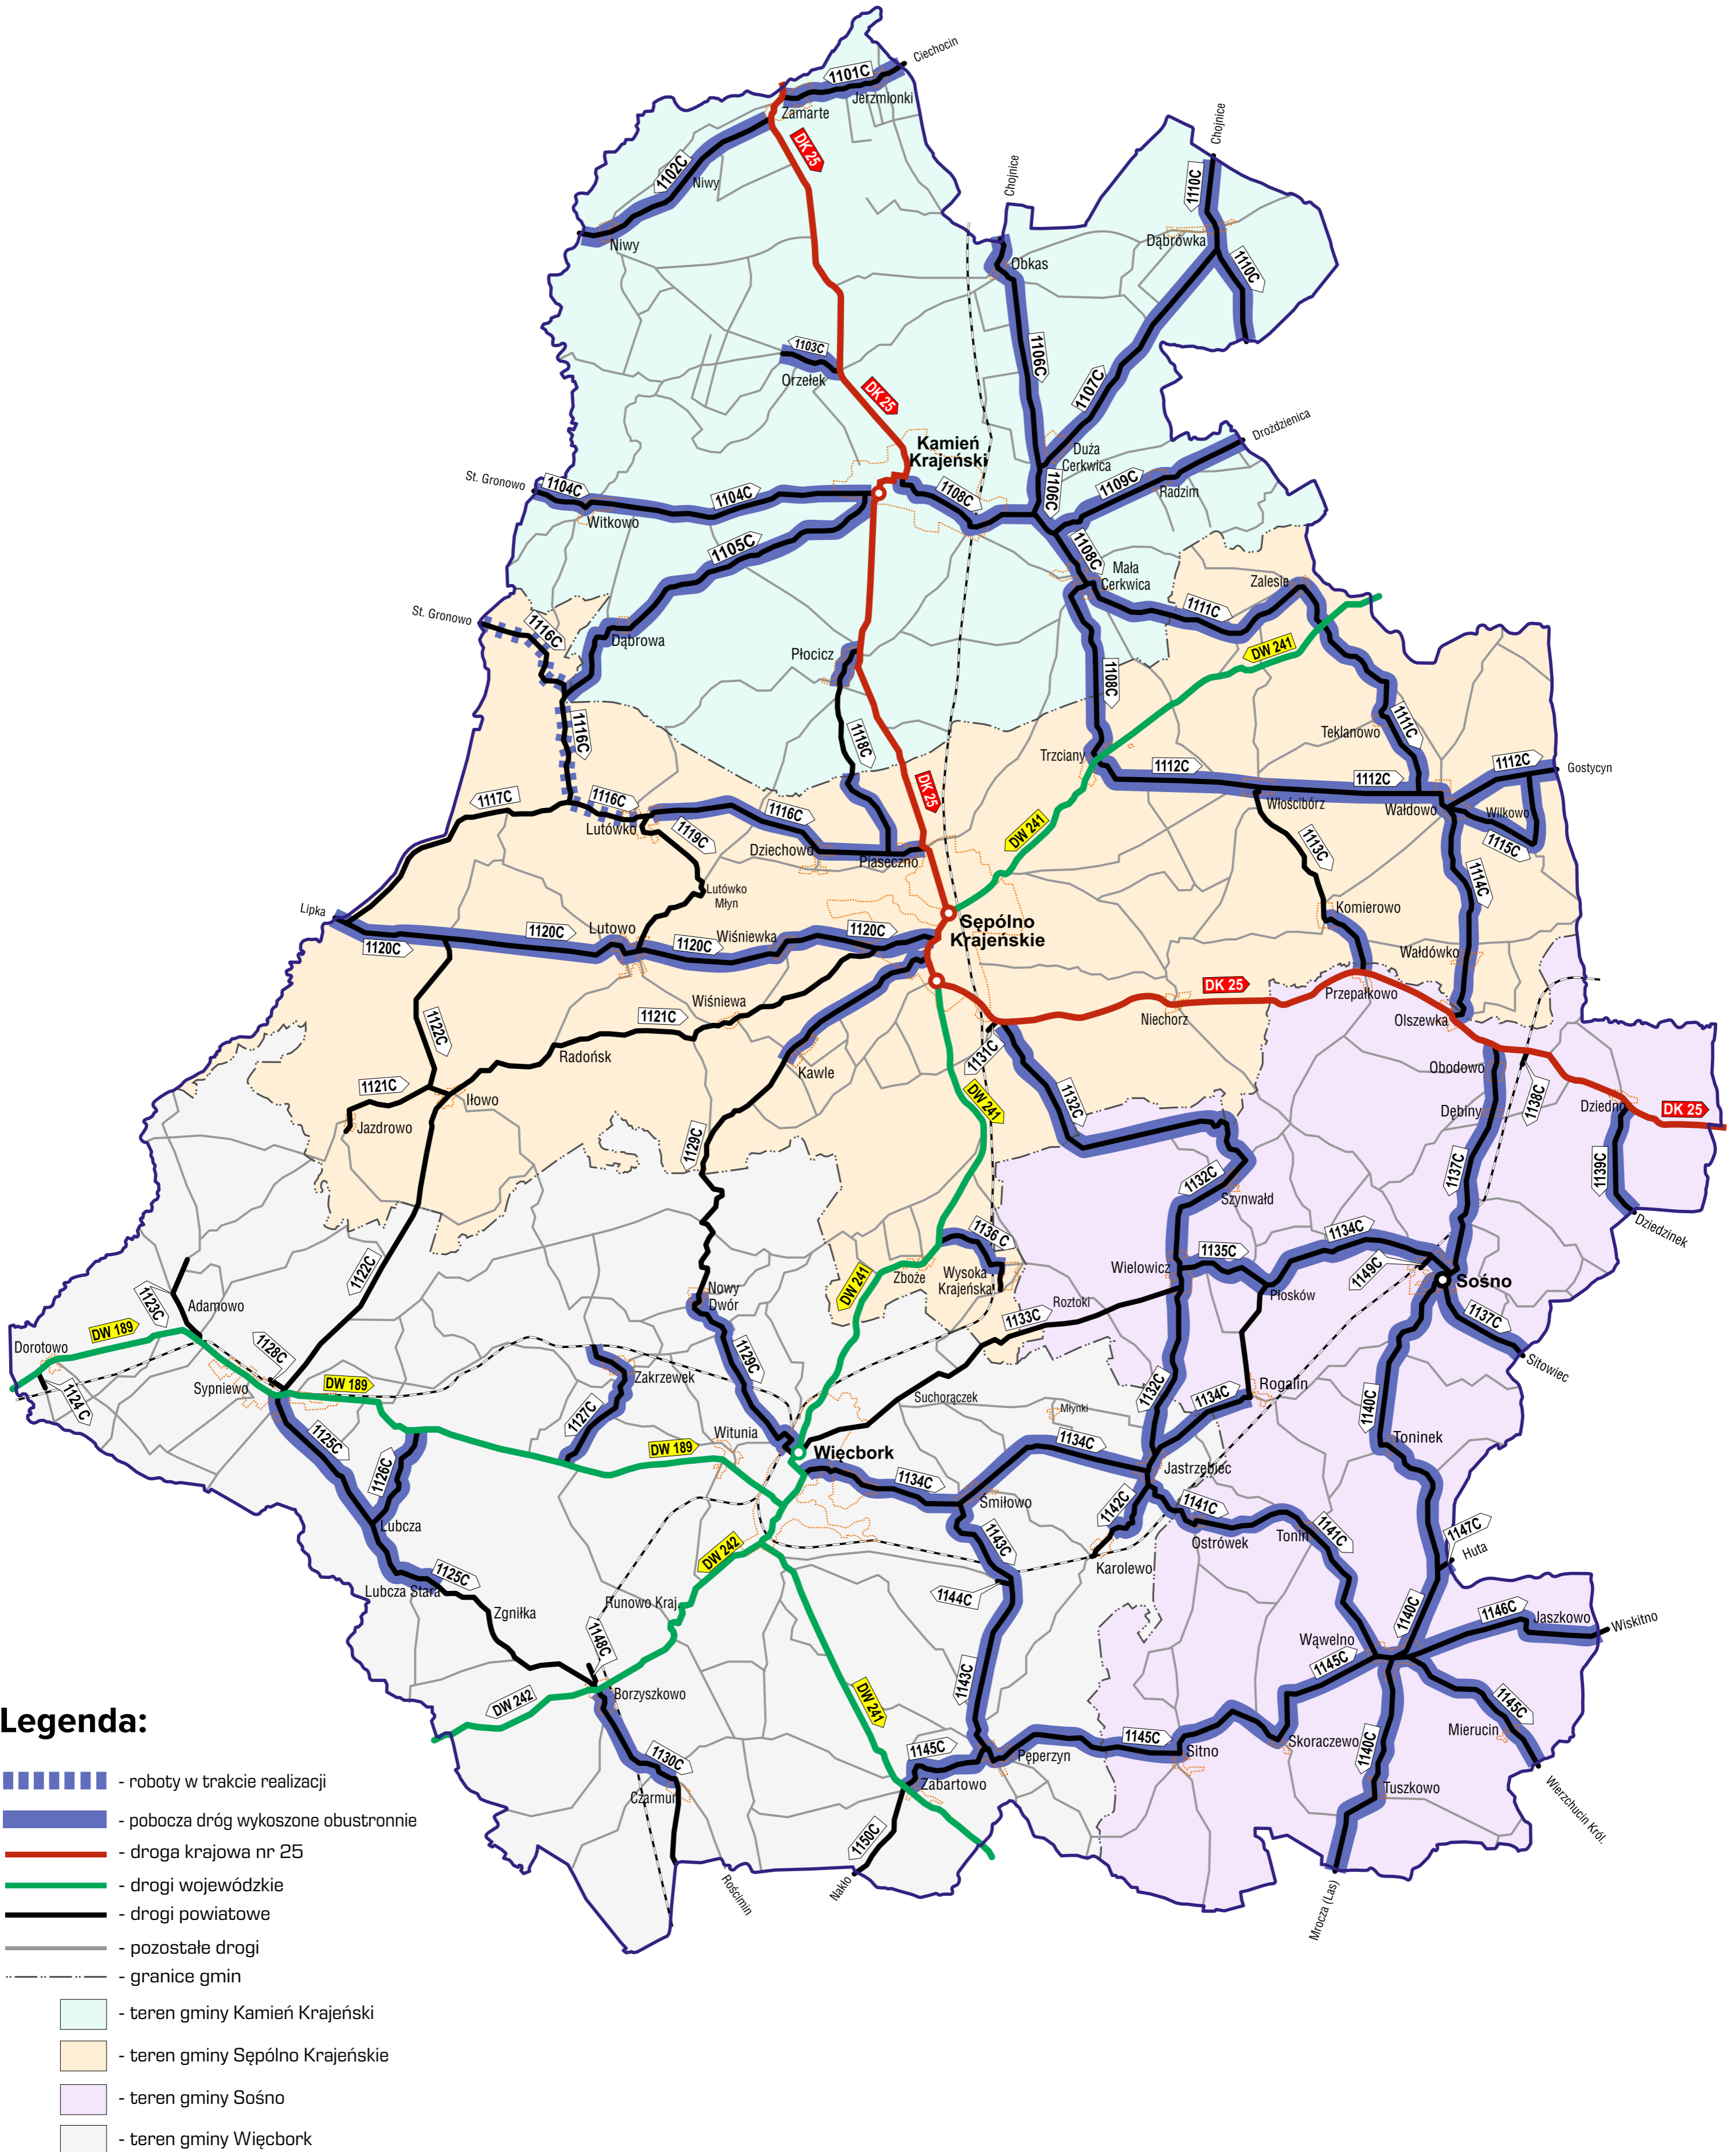 Ciechocin
1101C
Jerzmionki
Zamarte
DK 25
Chojnice
Chojnice
1102C
Niwy
1110C
Niwy
Dąbrówka
Obkas
1110C
1103C
Orzełek
1106C
1107C
DK 25
Kamień
Krajeński
Duża
Cerkwica
Drożdzienica
St. Gronowo
1104C
1104C
1108C
1106C
1109C
Radzim
Witkowo
1105C
1108C
Mała
Cerkwica
Zalesie
St. Gronowo
1116C
1111C
Dąbrowa
Płocicz
DW 241
1108C
1116C
1118C
Teklanowo
1111C
Trzciany
1112C
1112C
1112C
Gostycyn
DK 25
1117C
1116C
1116C
Włościbórz
Wałdowo
Wilkowo
Lutówko
1119C
DW 241
1113C
1115C
Dziechowo
Piaseczno
1114C
Lutówko
Młyn
Lipka
Komierowo
1120C
1120C
Lutowo
1120C
Wiśniewka
1120C
Sępólno
Krajeńskie
Wałdówko
DK 25
Przepałkowo
Wiśniewa
1121C
Niechorz
Olszewka
1122C
Radońsk
1131C
Kawle
Obodowo
1121C
Iłowo
DW 241
1132C
Dębiny
1138C
Dziedno
DK 25
Jazdrowo
1129C
1137C
1139C
1132C
Szynwałd
Dziedzinek
1122C
1136 C
1134C
1135C
1123C
Zboże
Wysoka
Krajeńska
Wielowicz
1149C
Sośno
DW 241
Nowy
Dwór
Roztoki
Płosków
Adamowo
1133C
1137C
DW 189
Dorotowo
1128C
1129C
Sitowiec
Sypniewo
DW 189
Zakrzewek
1124 C
Suchorączek
1132C
1134C
Rogalin
1127C
Młynki
1140C
1125C
1126C
Witunia
DW 189
Więcbork
1134C
Toninek
1134C
Jastrzębiec
Lubcza
Śmiłowo
1142C
1141C
1141C
1147C
Huta
Ostrówek
Tonin
DW 242
1143C
Karolewo
Lubcza Stara
1125C
Zgniłka
Runowo Kraj.
1144C
1140C
1146C
Jaszkowo
Wiskitno
1148C
Wąwelno
1145C
1143C
DW 242
Borzyszkowo
DW 241
1145C
Mierucin
1145C
1145C
Skoraczewo
1140C
1130C
Pęperzyn
Sitno
Czarmuń
Zabartowo
Tuszkowo
Wierzchucin Król.
1150C
Rościmin
Nakło
Mrocza (Las)
Legenda:
- roboty w trakcie realizacji
- pobocza dróg wykoszone obustronnie
- droga krajowa nr 25
- drogi wojewódzkie
- drogi powiatowe
- pozostałe drogi
- granice gmin
- teren gminy Kamień Krajeński
- teren gminy Sępólno Krajeńskie
- teren gminy Sośno
- teren gminy Więcbork